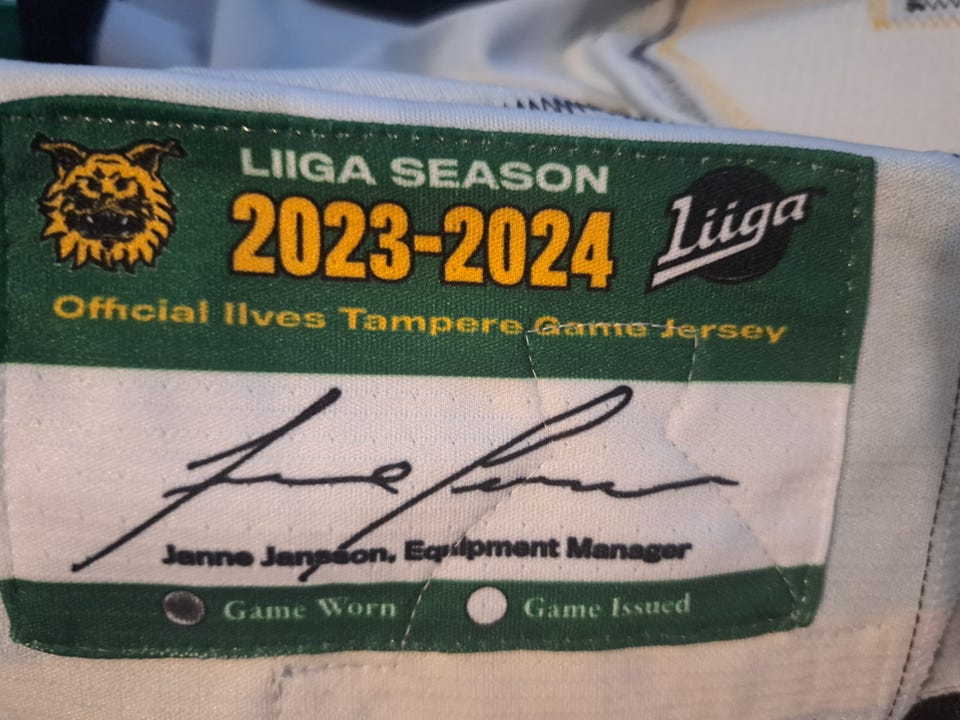 LIIGA SEASON
2023-2024
Liiga
Official Ilves Tampere Game Jersey
Janne Jansson, Equipment Manager
Game Worn
Game Issued